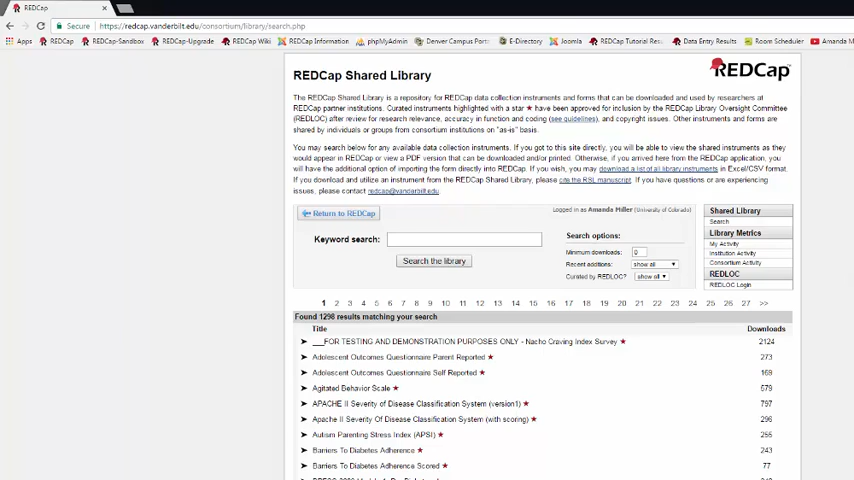 REDCap
Secure
https://redcap.vanderbilt.edu/consortium/library/search.php
Apps REDCap REDCap-Sandbox REDCap-Upgrade REDCap Wiki REDCap Information phpMyAdmin Denver Campus Port E-Directory Joomla REDCap Tutorial Res Data Entry Results Room Scheduler Amanda M
REDCap Shared Library
REDCap
The REDCap Shared Library is a repository for REDCap data collection instruments and forms that can be downloaded and used by researchers at
REDCap partner institutions. Curated instruments highlighted with a star ★ have been approved for inclusion by the REDCap Library Oversight Committee
(REDLOC) after review for research relevance, accuracy in function and coding (see guidelines), and copyright issues. Other instruments and forms are
shared by individuals or groups from consortium institutions on "as-is" basis.
You may search below for any available data collection instruments. If you got to this site directly, you will be able to view the shared instruments as they
would appear in REDCap or view a PDF version that can be downloaded and/or printed. Otherwise, if you arrived here from the REDCap application, you
will have the additional option of importing the form directly into REDCap. If you wish, you may download a list of all library instruments in Excel/CSV format.
If you download and utilize an instrument from the REDCap Shared Library, please cite the RSL manuscript. If you have questions or are experiencing
issues, please contact redcap@vanderbilt.edu.
Return to REDCap
Logged in as Amanda Miller (University of Colorado)
Keyword search:
Search the library
Search options:
Minimum downloads: 0
Recent additions: show all
Curated by REDLOC? show all
Shared Library
Search
Library Metrics
My Activity
Institution Activity
Consortium Activity
REDLOC
REDLOC Login
1 2 3 4 5 6 7 8 9 10 11 12 13 14 15 16 17 18 19 20 21 22 23 24 25 26 27 >>
Found 1298 results matching your search
Title Downloads
___FOR TESTING AND DEMONSTRATION PURPOSES ONLY - Nacho Craving Index Survey ★ 2124
Adolescent Outcomes Questionnaire Parent Reported ★ 273
Adolescent Outcomes Questionnaire Self Reported ★ 169
Agitated Behavior Scale ★ 579
APACHE II Severity of Disease Classification System (version1) ★ 797
Apache II Severity Of Disease Classification System (with scoring) ★ 296
Autism Parenting Stress Index (APSI) ★ 255
Barriers To Diabetes Adherence ★ 243
Barriers To Diabetes Adherence Scored ★ 77